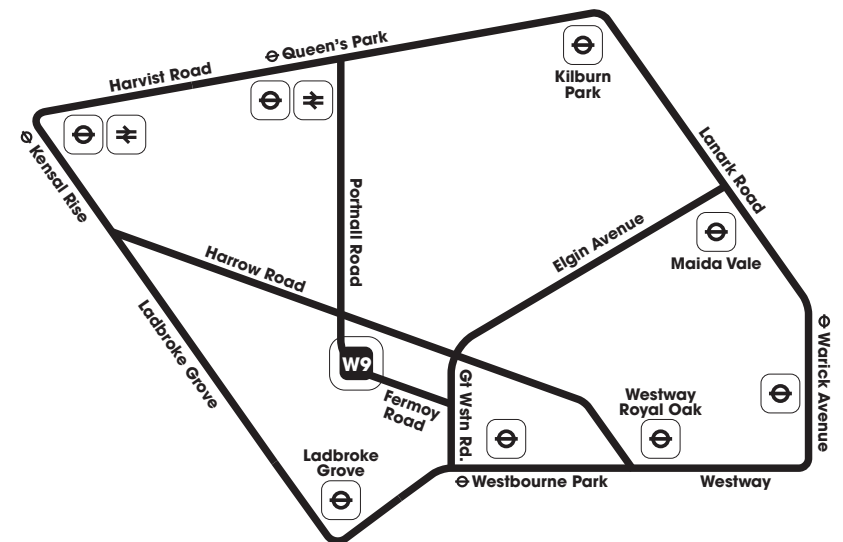 Queen's Park
Harvist Road
Kilburn
Park
Kensal Rise
Lanark Road
Portnall Road
Elgin Avenue
Harrow Road
Maida Vale
Ladbroke Grove
W9
Warick Avenue
Gt Wstn Rd.
Fermoy
Road
Westway
Royal Oak
Ladbroke
Grove
Westbourne Park
Westway